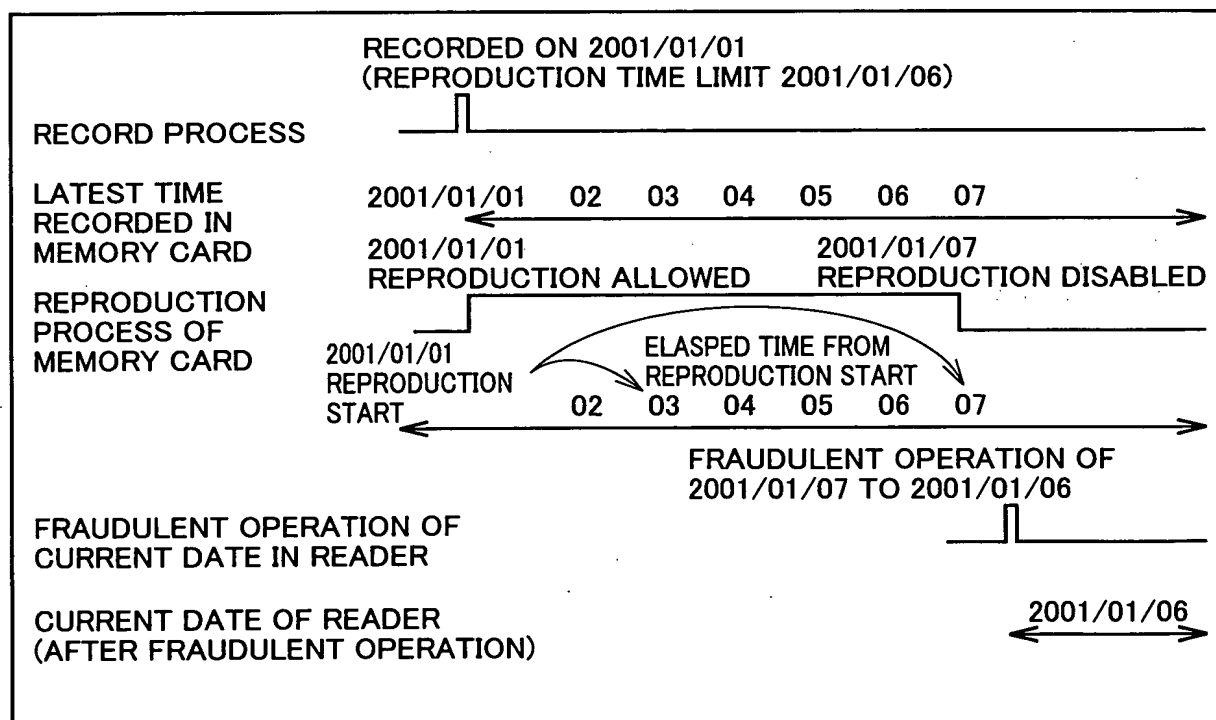 RECORDED ON 2001/01/01
(REPRODUCTION TIME LIMIT 2001/01/06)
RECORD PROCESS
LATEST TIME
RECORDED IN
MEMORY CARD
2001/01/01 02 03 04 05 06 07
2001/01/01
REPRODUCTION ALLOWED
2001/01/07
REPRODUCTION DISABLED
REPRODUCTION
PROCESS OF
MEMORY CARD
2001/01/01
REPRODUCTION
START
ELASPED TIME FROM
REPRODUCTION START
02 03 04 05 06 07
FRAUDULENT OPERATION OF
2001/01/07 TO 2001/01/06
FRAUDULENT OPERATION OF
CURRENT DATE IN READER
CURRENT DATE OF READER
(AFTER FRAUDULENT OPERATION)
2001/01/06